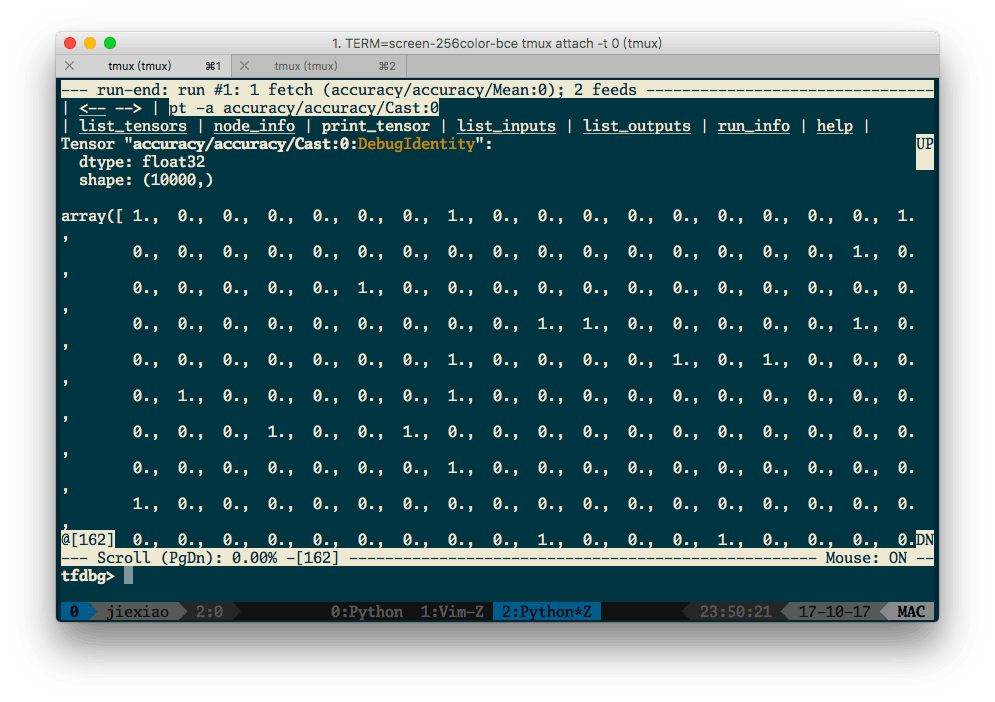 1. TERM=screen-256color-bce tmux attach -t 0 (tmux)
tmux (tmux) ⌘1 tmux (tmux) ⌘2
--- run-end: run #1: 1 fetch (accuracy/accuracy/Mean:0); 2 feeds --------------------------------
| <-- --> | pt -a accuracy/accuracy/Cast:0
| list_tensors | node_info | print_tensor | list_inputs | list_outputs | run_info | help |
Tensor "accuracy/accuracy/Cast:0:DebugIdentity": UP
dtype: float32
shape: (10000,)
array([ 1., 0., 0., 0., 0., 0., 0., 1., 0., 0., 0., 0., 0., 0., 0., 0., 0., 1.
,
0., 0., 0., 0., 0., 0., 0., 0., 0., 0., 0., 0., 0., 0., 0., 0., 1., 0.
,
0., 0., 0., 0., 0., 1., 0., 0., 0., 0., 0., 0., 0., 0., 0., 0., 0., 0.
,
0., 0., 0., 0., 0., 0., 0., 0., 0., 1., 1., 0., 0., 0., 0., 0., 1., 0.
,
0., 0., 0., 0., 0., 0., 0., 1., 0., 0., 0., 0., 1., 0., 1., 0., 0., 0.
,
0., 1., 0., 0., 0., 0., 0., 1., 0., 0., 0., 0., 0., 0., 0., 0., 0., 0.
,
0., 0., 0., 1., 0., 0., 1., 0., 0., 0., 0., 0., 0., 0., 0., 0., 0., 0.
,
0., 0., 0., 0., 0., 0., 0., 1., 0., 0., 0., 0., 0., 0., 0., 0., 0., 0.
,
1., 0., 0., 0., 0., 0., 0., 0., 0., 0., 0., 0., 0., 0., 0., 0., 0., 0.
,
@[162] 0., 0., 0., 0., 0., 0., 0., 0., 0., 1., 0., 0., 0., 1., 0., 0., 0., 0.DN
--- Scroll (PgDn): 0.00% -[162] ---------------------------------------------------- Mouse: ON --
tfdbg>
0 jiexiao 2:0 0:Python 1:Vim-Z 2:Python*Z 23:50:21 17-10-17 MAC